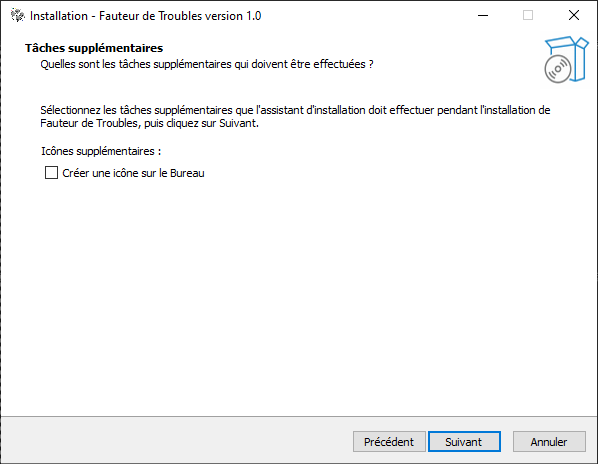 Installation - Fauteur de Troubles version 1.0
Tâches supplémentaires
Quelles sont les tâches supplémentaires qui doivent être effectuées ?
Sélectionnez les tâches supplémentaires que l'assistant d'installation doit effectuer pendant l'installation de
Fauteur de Troubles, puis cliquez sur Suivant.
Icônes supplémentaires :
Créer une icône sur le Bureau
Précédent
Suivant
Annuler